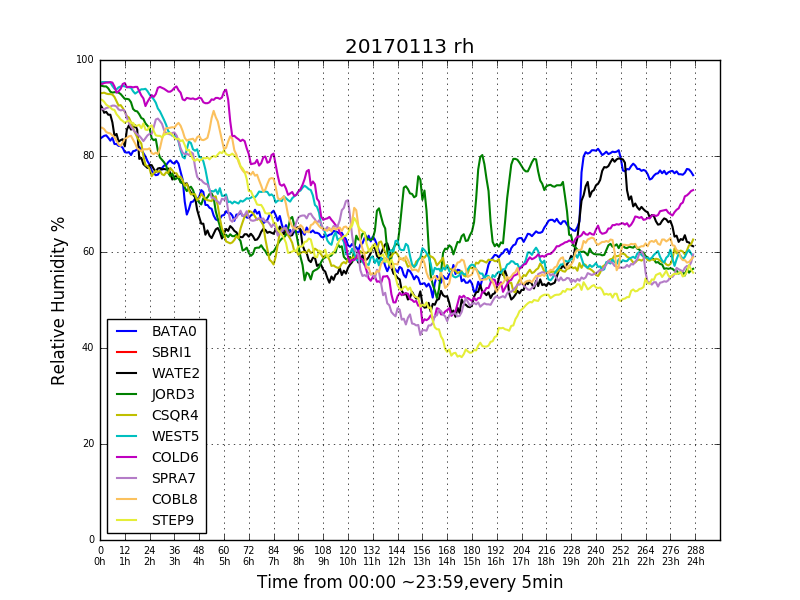 20170113 rh
100
80
60
40
20
0
Relative Humidity %
BATA0
SBRI1
WATE2
JORD3
CSQR4
WEST5
COLD6
SPRA7
COBL8
STEP9
0 12 24 36 48 60 72 84 96 108 120 132 144 156 168 180 192 204 216 228 240 252 264 276 288
0h 1h 2h 3h 4h 5h 6h 7h 8h 9h 10h 11h 12h 13h 14h 15h 16h 17h 18h 19h 20h 21h 22h 23h 24h
Time from 00:00 ~23:59,every 5min